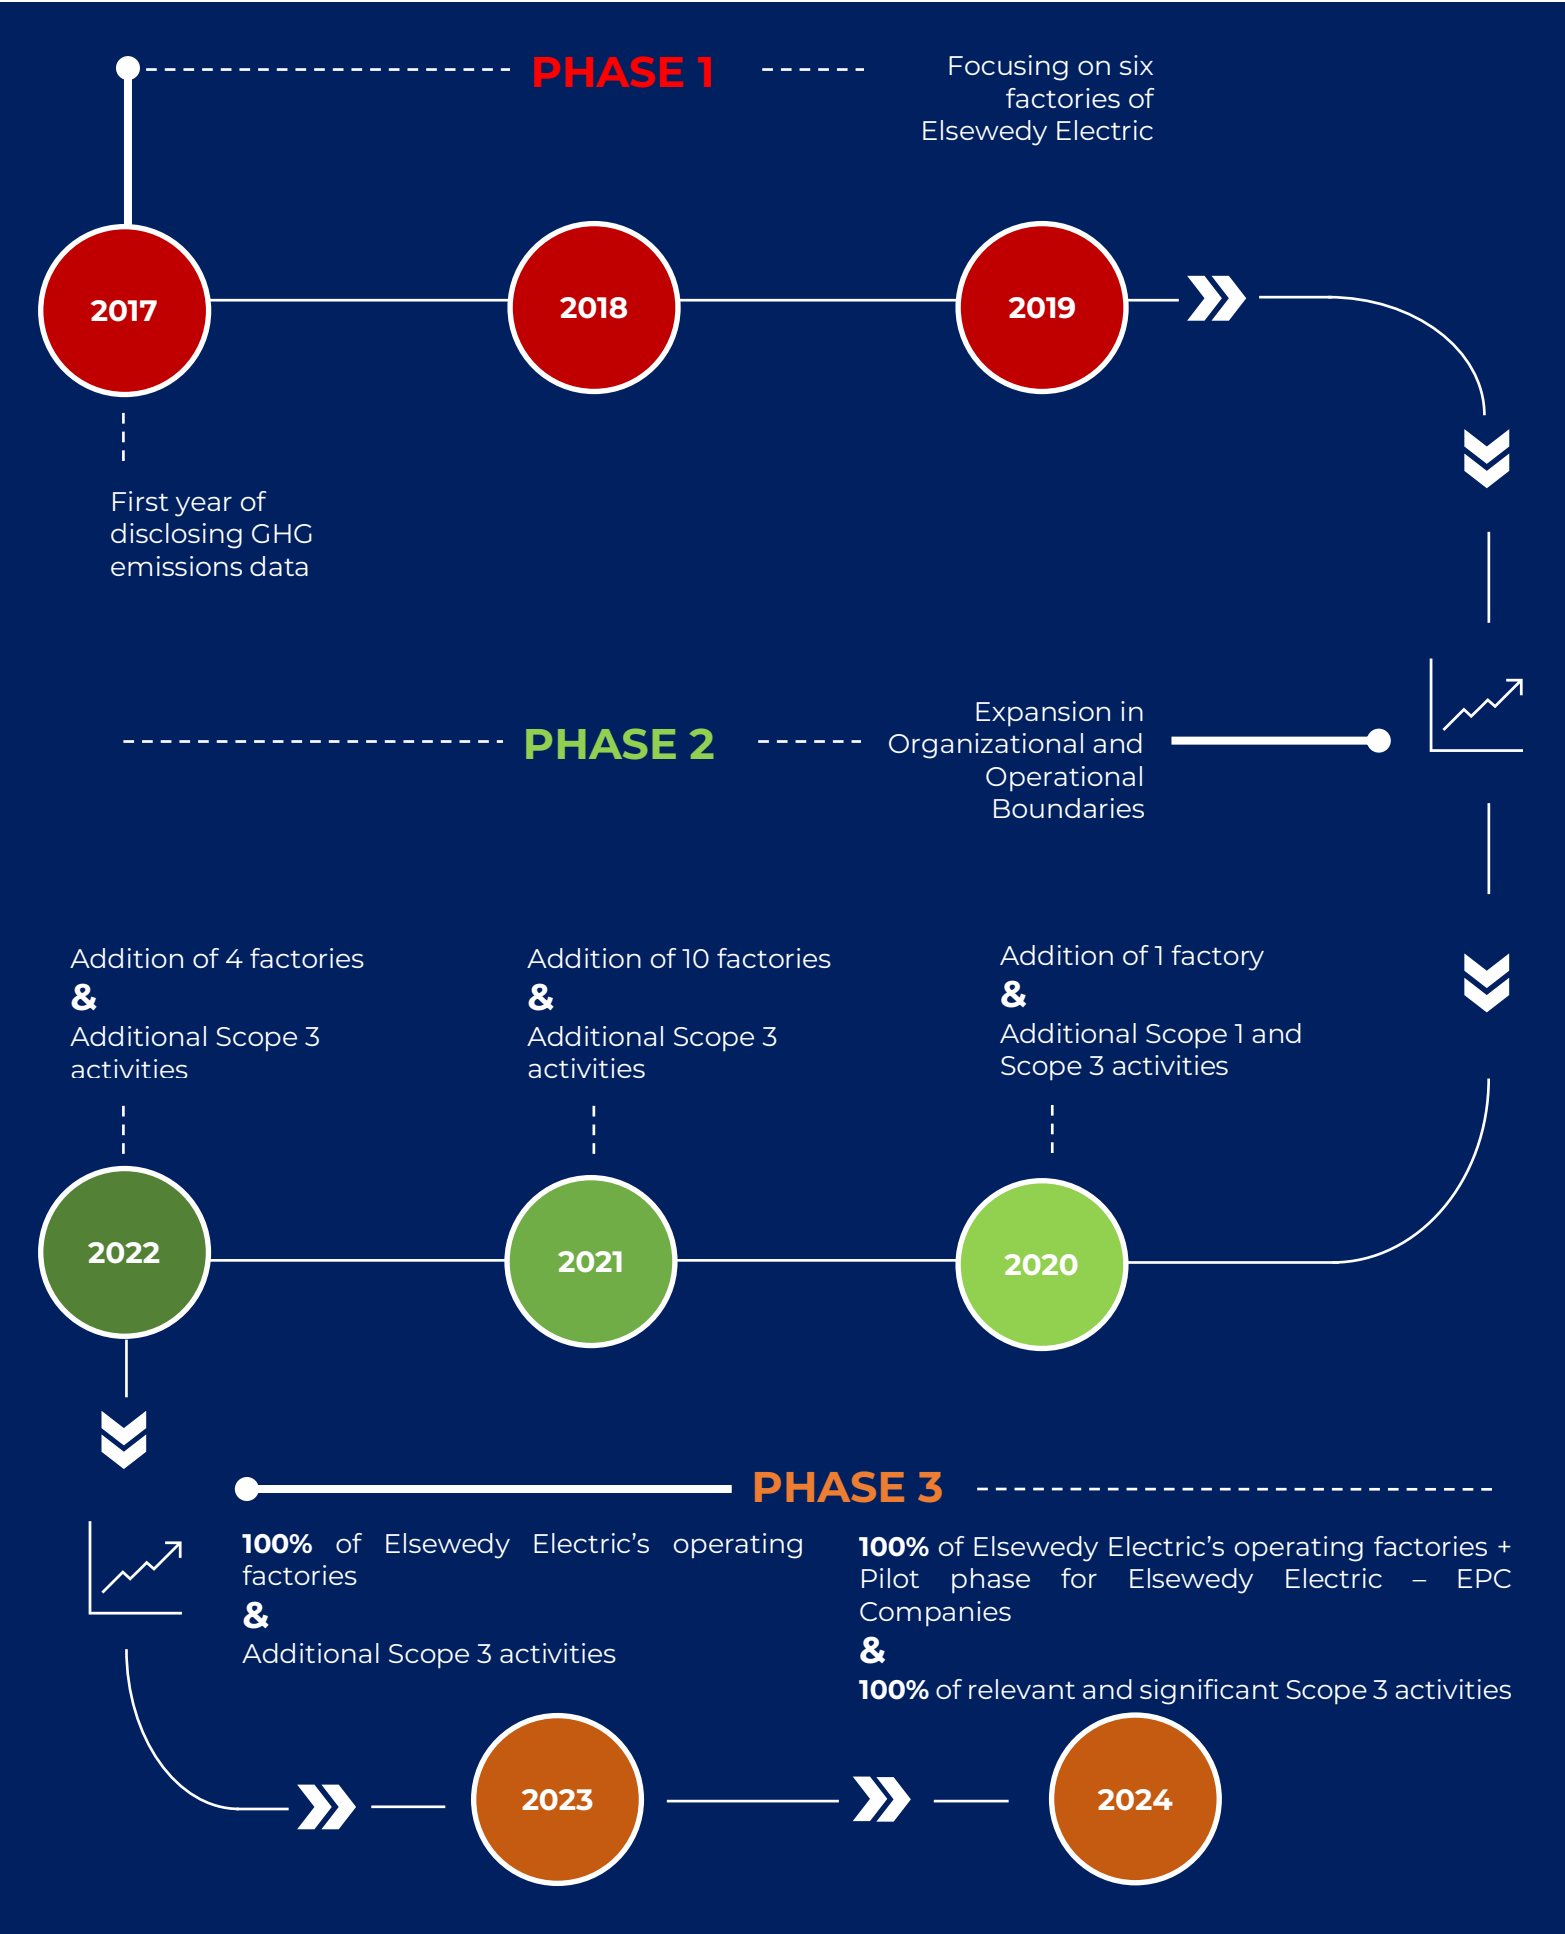 PHASE 1
Focusing on six
factories of
Elsewedy Electric
2017
2018
2019
First year of
disclosing GHG
emissions data
PHASE 2
Expansion in
Organizational and
Operational
Boundaries
Addition of 4 factories
&
Additional Scope 3
activities
Addition of 10 factories
&
Additional Scope 3
activities
Addition of 1 factory
&
Additional Scope 1 and
Scope 3 activities
2022
2021
2020
PHASE 3
100% of Elsewedy Electric’s operating
factories
&
Additional Scope 3 activities
100% of Elsewedy Electric’s operating factories +
Pilot phase for Elsewedy Electric – EPC
Companies
&
100% of relevant and significant Scope 3 activities
2023
2024